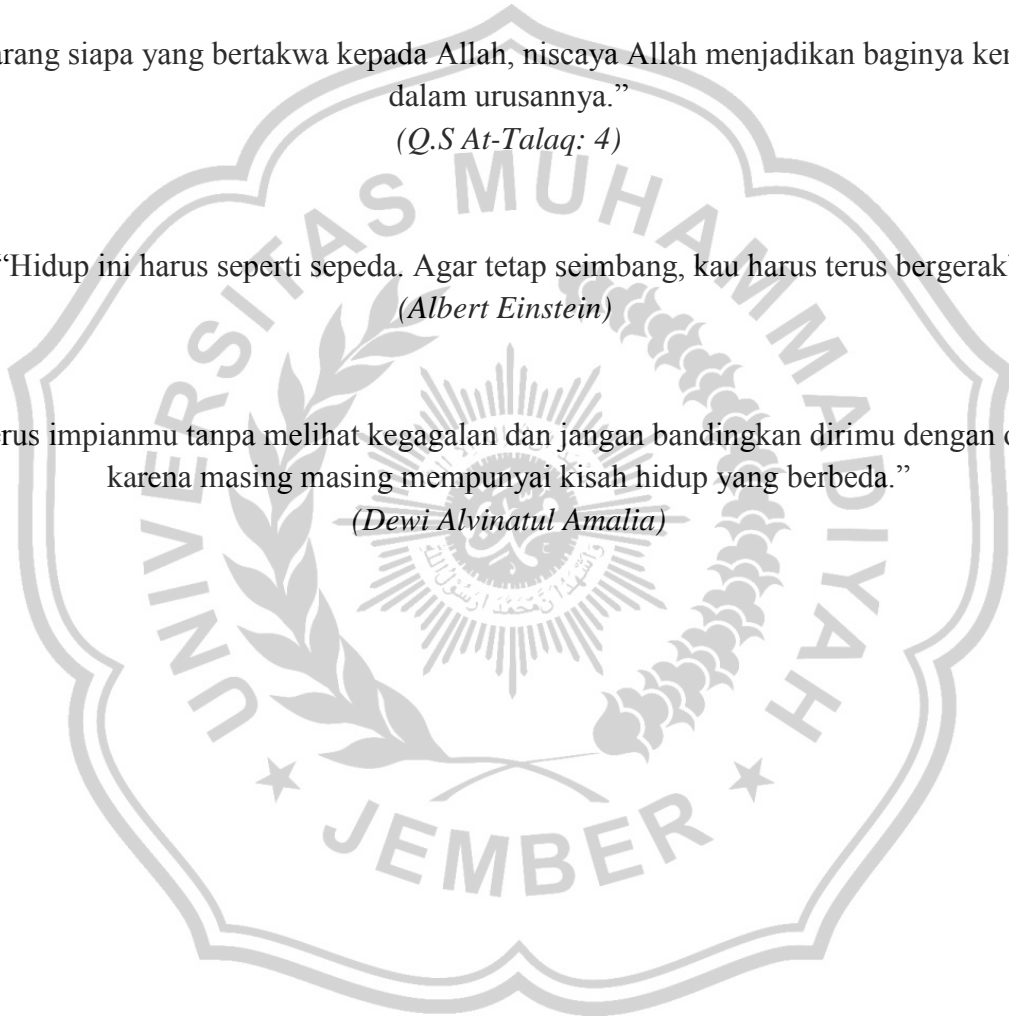 arang siapa yang bertakwa kepada Allah, niscaya Allah menjadikan baginya ker
dalam urusannya.”
(Q.S At-Talaq: 4)
“Hidup ini harus seperti sepeda. Agar tetap seimbang, kau harus terus bergerak”
(Albert Einstein)
erus impianmu tanpa melihat kegagalan dan jangan bandingkan dirimu dengan o
karena masing masing mempunyai kisah hidup yang berbeda.”
(Dewi Alvinatul Amalia)
UNIVERSITAS MUHAMMADIYAH
JEMBER